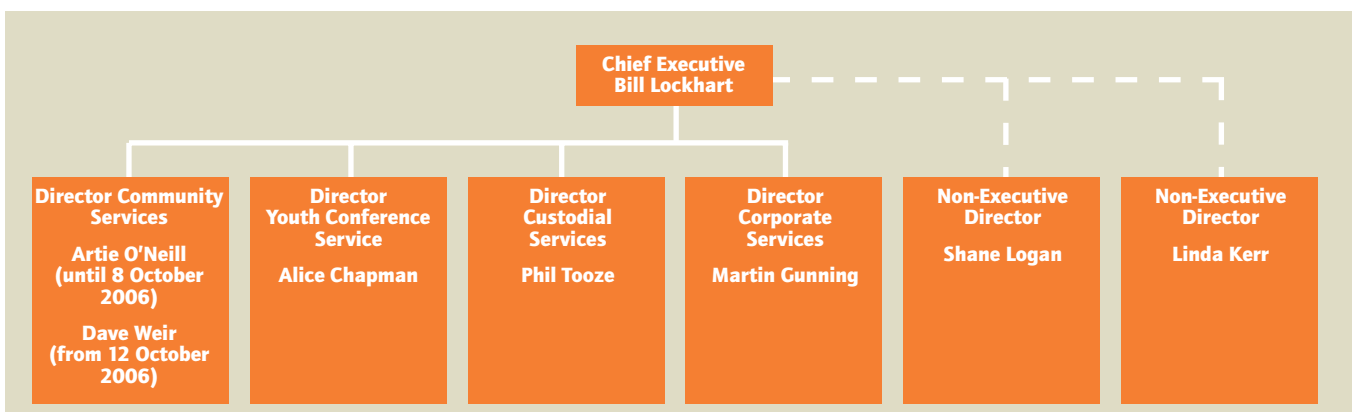 Chief Executive
Bill Lockhart
Director Community
Services
Artie O'Neill
(until 8 October
2006)
Dave Weir
(from 12 October
2006)
Director
Youth Conference
Service
Alice Chapman
Director
Custodial
Services
Phil Tooze
Director
Corporate
Services
Martin Gunning
Non-Executive
Director
Shane Logan
Non-Executive
Director
Linda Kerr